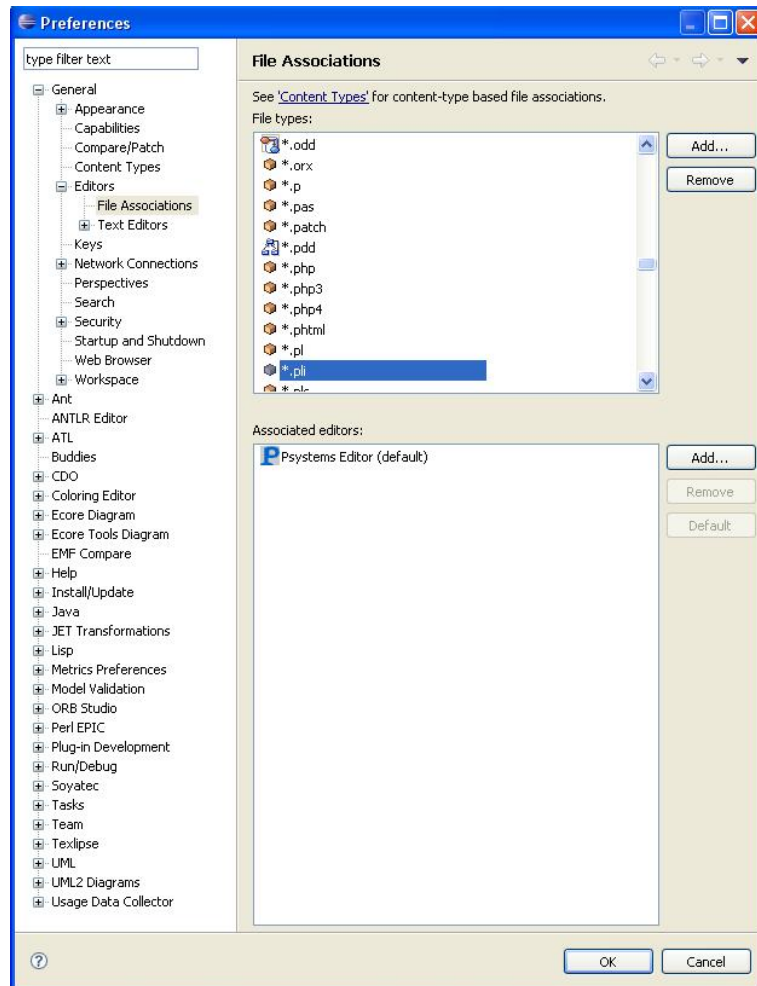 Preferences
type filter text
General
Appearance
Capabilities
Compare/Patch
Content Types
Editors
File Associations
Text Editors
Keys
Network Connections
Perspectives
Search
Security
Startup and Shutdown
Web Browser
Workspace
Ant
ANTLR Editor
ATL
Buddies
CDO
Coloring Editor
Ecore Diagram
Ecore Tools Diagram
EMF Compare
Help
Install/Update
Java
JET Transformations
Lisp
Metrics Preferences
Model Validation
ORB Studio
Perl EPIC
Plug-in Development
Run/Debug
Soyatec
Tasks
Team
Texlipse
UML
UML2 Diagrams
Usage Data Collector
File Associations
See 'Content Types' for content-type based file associations.
File types:
*.odd
*.orx
*.p
*.pas
*.patch
*.pdd
*.php
*.php3
*.php4
*.phtml
*.pl
*.pli
Add...
Remove
Associated editors:
Psystems Editor (default)
Add...
Remove
Default
OK
Cancel